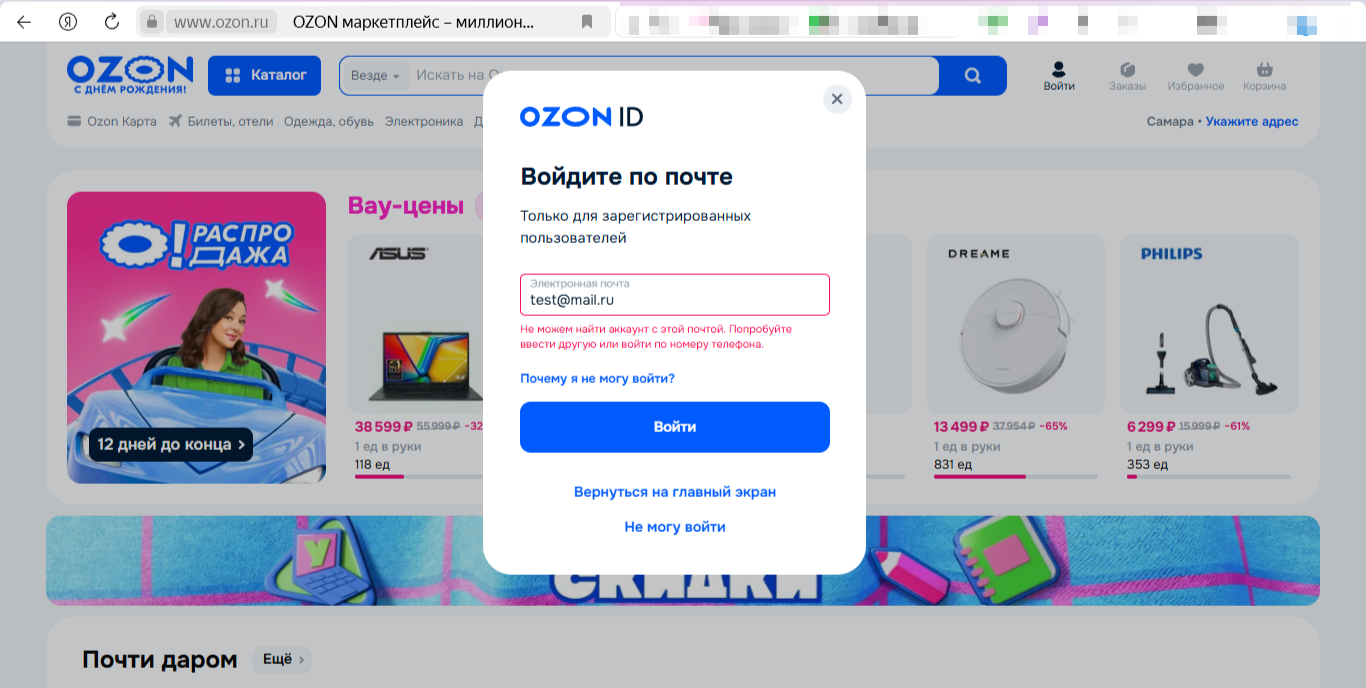 www.ozon.ru OZON маркетплейс – миллион...
OZON
С ДНЁМ РОЖДЕНИЯ!
Каталог
Везде
Искать на O
Войти
Заказы
Избранное
Корзина
Ozon Карта Билеты, отели Одежда, обувь Электроника Д
Самара • Укажите адрес
OZON ID
Войдите по почте
Только для зарегистрированных
пользователей
Электронная почта
test@mail.ru
Не можем найти аккаунт с этой почтой. Попробуйте
ввести другую или войти по номеру телефона.
Почему я не могу войти?
Войти
Вернуться на главный экран
Не могу войти
О! РАСПРО
ДАЖА
12 дней до конца
Вау-цены
ASUS
38 599 ₽ 55 999 ₽ -32
1 ед в руки
118 ед
DREAME
13 499 ₽ 37 954 ₽ -65%
1 ед в руки
831 ед
PHILIPS
6 299 ₽ 15 999 ₽ -61%
1 ед в руки
353 ед
У
СКИДКИ
Почти даром
Ещё